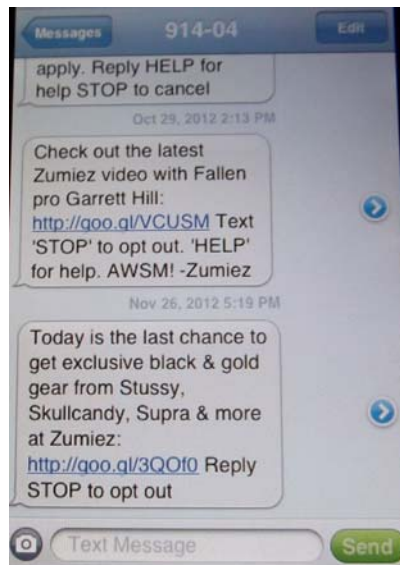 Messages 914-04 Edit
apply. Reply HELP for
help STOP to cancel
Oct 29, 2012 2:13 PM
Check out the latest
Zumiez video with Fallen
pro Garrett Hill:
http://goo.gl/VCUSM Text
'STOP' to opt out. 'HELP'
for help. AWSM! -Zumiez
Nov 26, 2012 5:19 PM
Today is the last chance to
get exclusive black & gold
gear from Stussy,
Skullcandy, Supra & more
at Zumiez:
http://goo.gl/3QOf0 Reply
STOP to opt out
Text Message Send